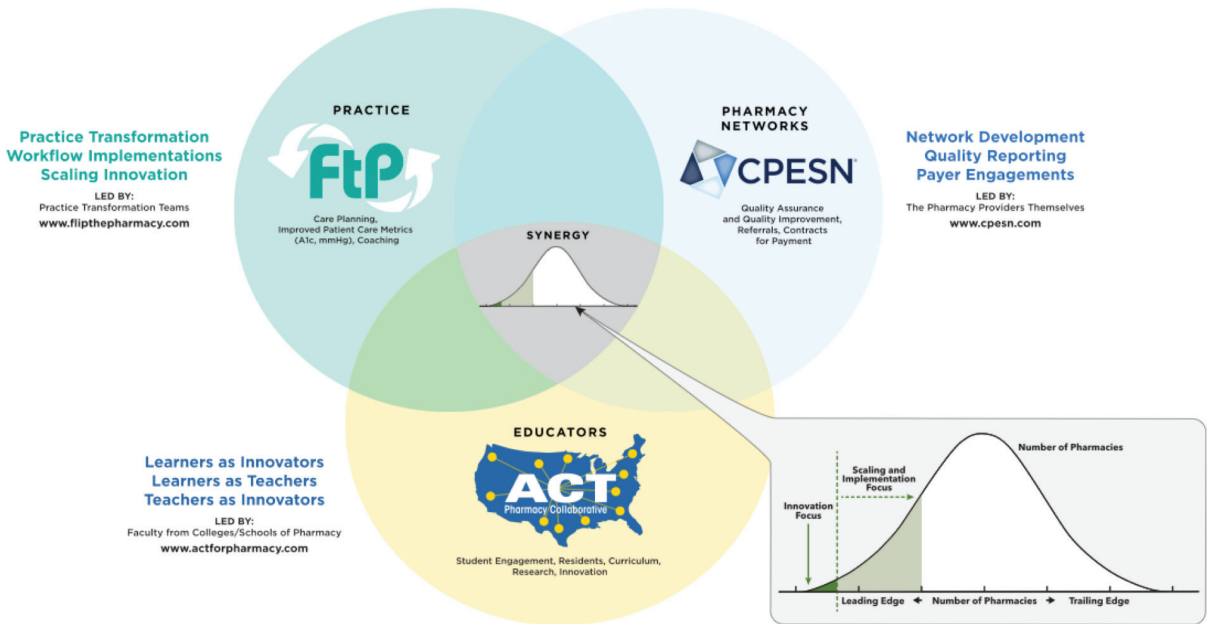 PRACTICE
FtP
Care Planning,
Improved Patient Care Metrics
(A1c, mmHg), Coaching
Practice Transformation
Workflow Implementations
Scaling Innovation
LED BY:
Practice Transformation Teams
www.flipthepharmacy.com
PHARMACY
NETWORKS
CPESN®
Quality Assurance
and Quality Improvement,
Referrals, Contracts
for Payment
Network Development
Quality Reporting
Payer Engagements
LED BY:
The Pharmacy Providers Themselves
www.cpesn.com
SYNERGY
EDUCATORS
ACT
Pharmacy Collaborative
Student Engagement, Residents, Curriculum,
Research, Innovation
Learners as Innovators
Learners as Teachers
Teachers as Innovators
LED BY:
Faculty from Colleges/Schools of Pharmacy
www.actforpharmacy.com
Number of Pharmacies
Scaling and
Implementation
Focus
Innovation
Focus
Leading Edge
Number of Pharmacies
Trailing Edge